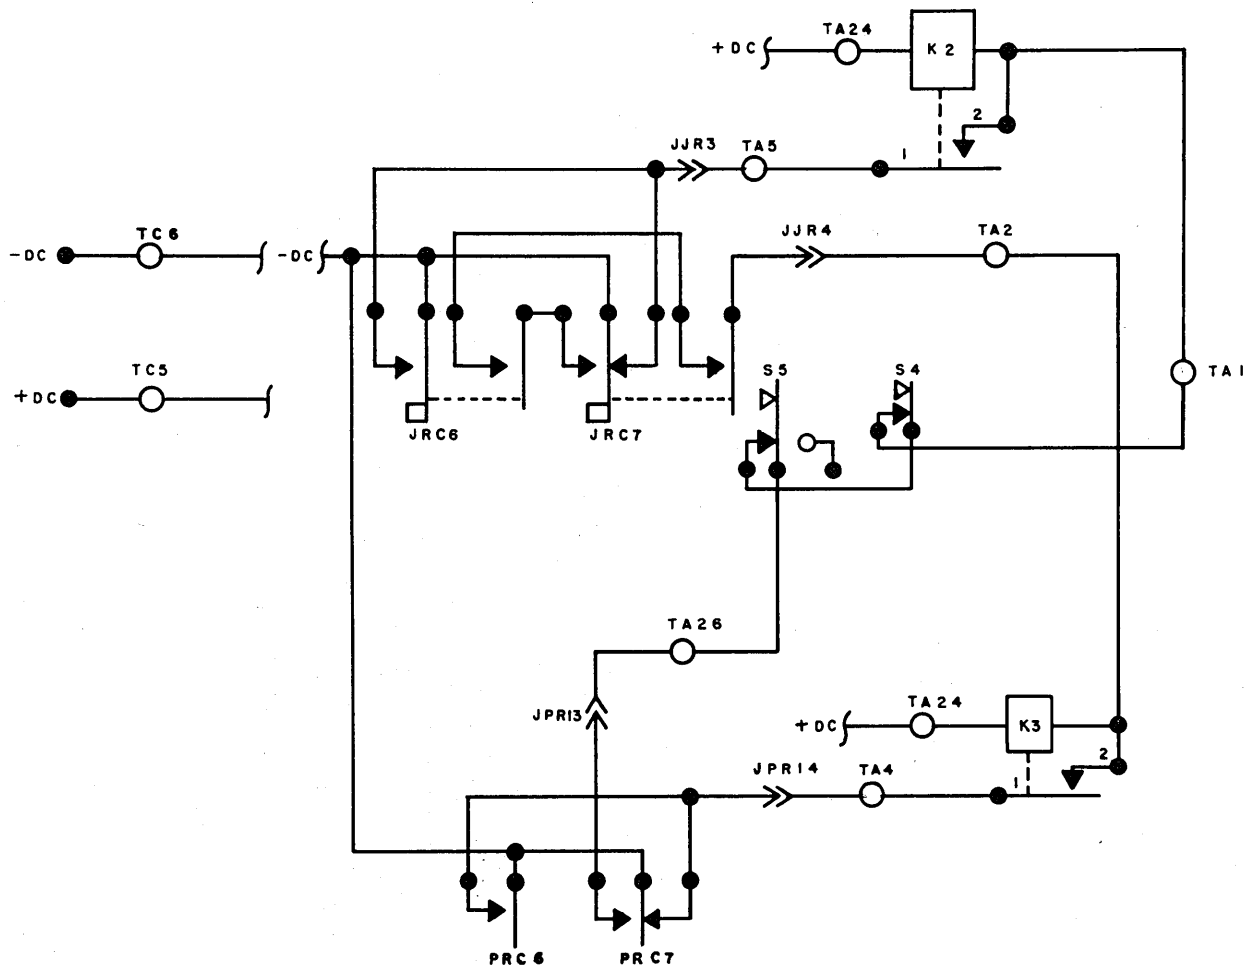 TA24
+DC
K2
2
JJR3
TA5
1
JJR4
TA2
TC6
-DC
-DC
TC5
+DC
S5
S4
TA1
JRC6
JRC7
TA26
JPR13
TA24
+DC
K3
2
JPR14
TA4
1
PRC6
PRC7